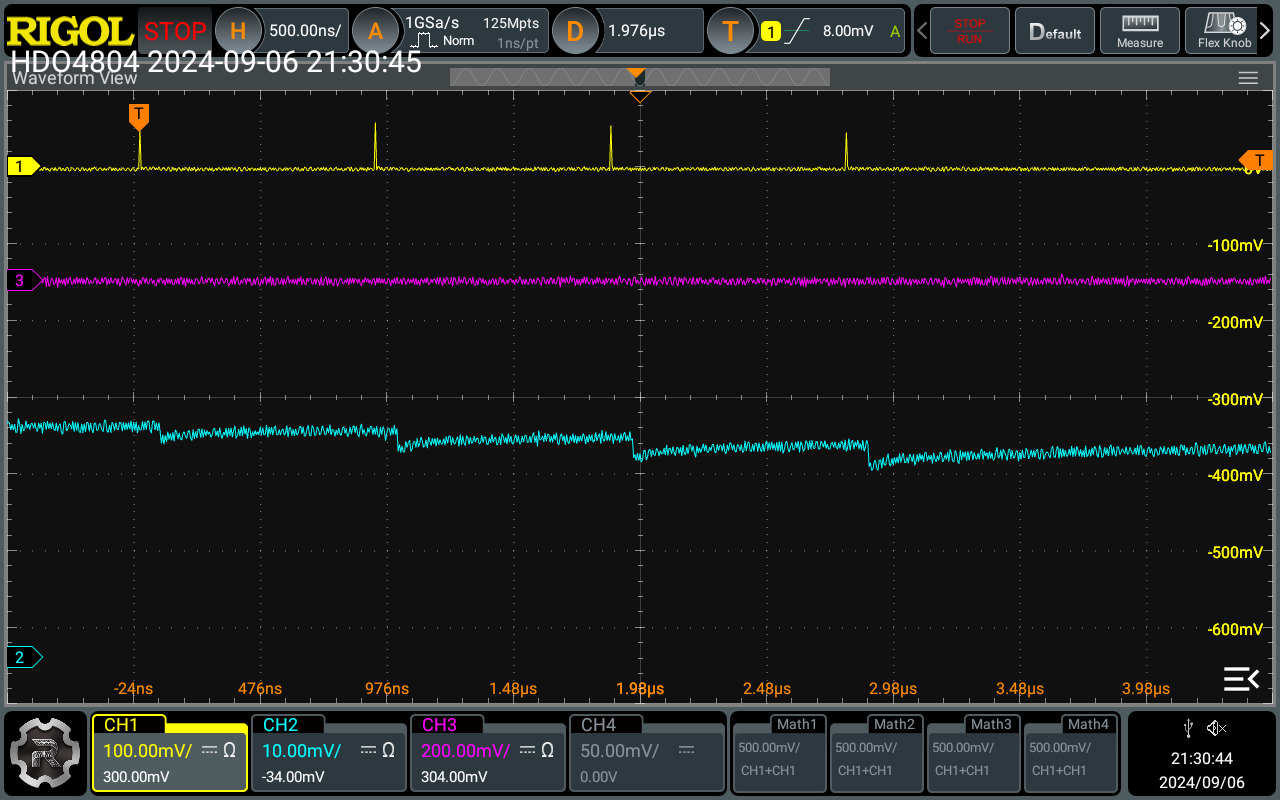 RIGOL STOP H 500.00ns/ A 1GSa/s Norm 125Mpts 1ns/pt D 1.976µs T 1 8.00mV A STOP RUN Default Measure Flex Knob
HDO4804 2024-09-06 21:30:45
Waveform View
T
1 T
0V
-100mV
3
-200mV
-300mV
-400mV
-500mV
-600mV
2
-24ns 476ns 976ns 1.48µs 1.98µs 2.48µs 2.98µs 3.48µs 3.98µs
CH1 CH2 CH3 CH4 Math1 Math2 Math3 Math4
100.00mV/ Ω 10.00mV/ Ω 200.00mV/ Ω 50.00mV/ 500.00mV/ 500.00mV/ 500.00mV/ 500.00mV/
300.00mV -34.00mV 304.00mV 0.00V CH1+CH1 CH1+CH1 CH1+CH1 CH1+CH1
21:30:44
2024/09/06